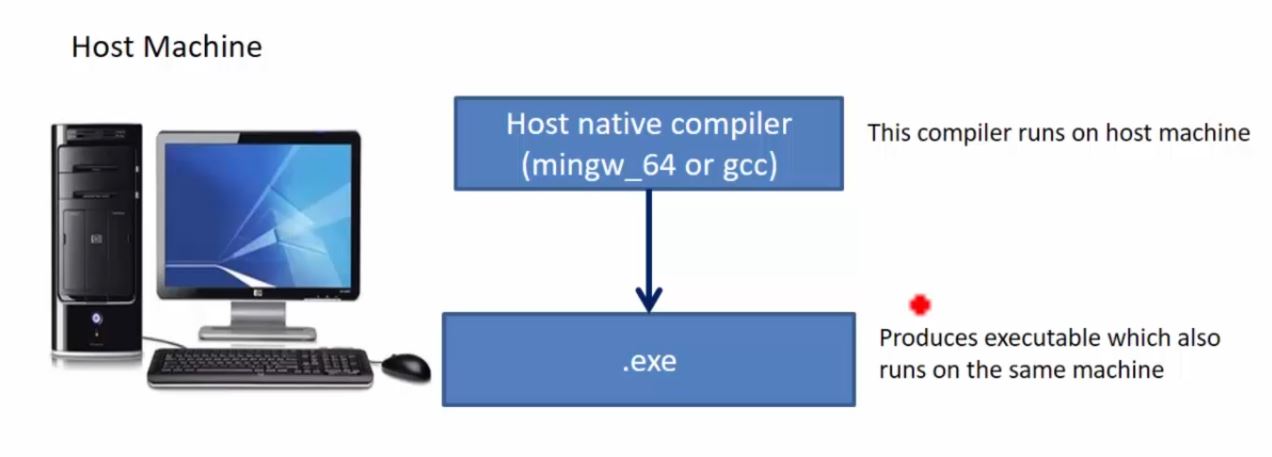 Host Machine
Host native compiler
(mingw_64 or gcc)
This compiler runs on host machine
.exe
Produces executable which also
runs on the same machine